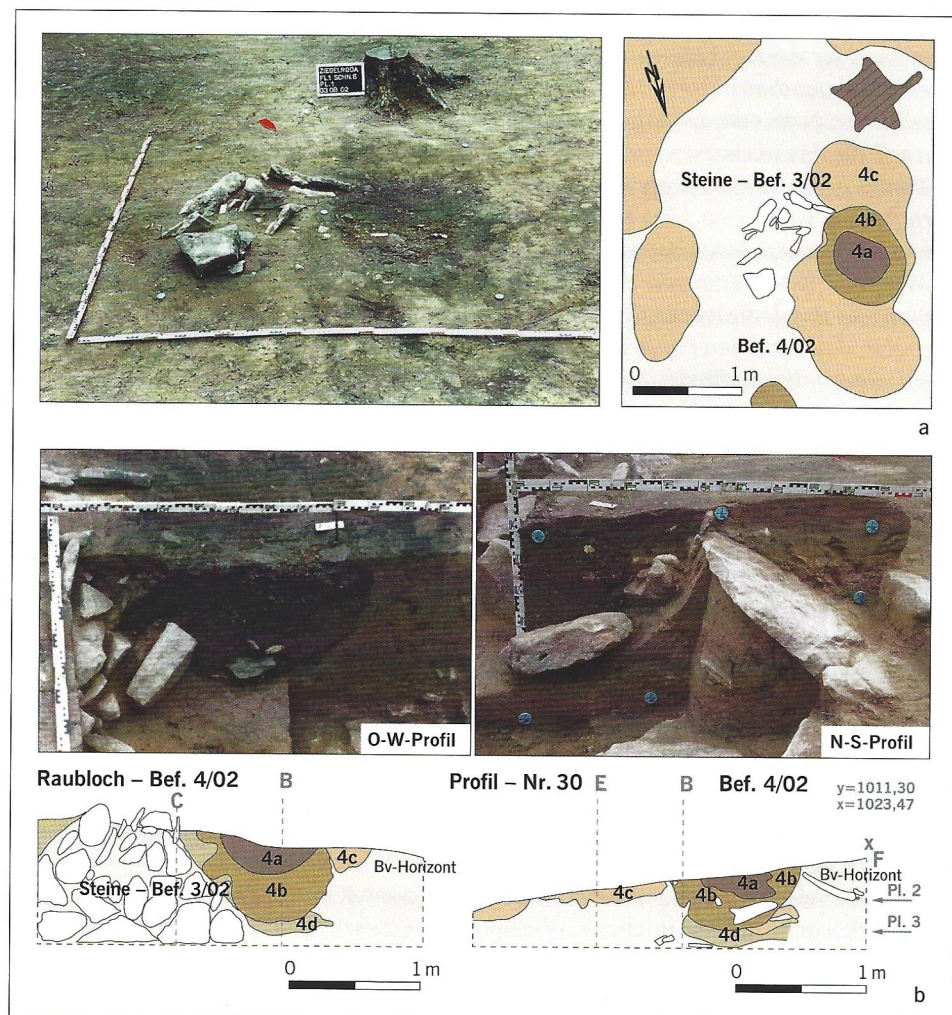 ZIEGELRODA
FL.1 SCHN.B
PL.1
03 09 02
N
Steine – Bef. 3/02
4c
4b
4a
Bef. 4/02
0 1 m
a
O-W-Profil
N-S-Profil
Raubloch – Bef. 4/02
C
B
4a
4c
Bv-Horizont
Steine – Bef. 3/02
4b
4d
0 1 m
Profil – Nr. 30
E
B
Bef. 4/02
y=1011,30
x=1023,47
x
F
4c
4b
4a
4b
Bv-Horizont
Pl. 2
Pl. 3
4d
0 1 m
b